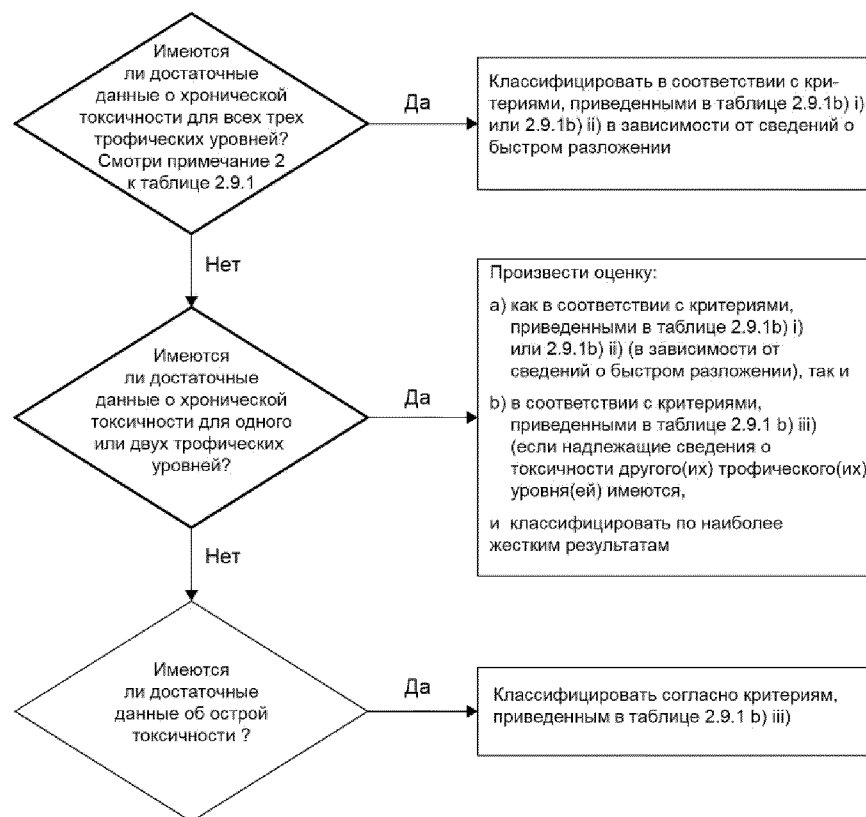 Имеются
ли достаточные
данные о хронической
токсичности для всех трех
трофических уровней?
Смотри примечание 2
к таблице 2.9.1
Да
Классифицировать в соответствии с кри-
териями, приведенными в таблице 2.9.1b) i)
или 2.9.1b) ii) в зависимости от сведений о
быстром разложении
Нет
Имеются
ли достаточные
данные о хронической
токсичности для одного
или двух трофических
уровней?
Да
Произвести оценку:
a) как в соответствии с критериями,
приведенными в таблице 2.9.1b) i)
или 2.9.1b) ii) (в зависимости от
сведений о быстром разложении), так и
b) в соответствии с критериями,
приведенными в таблице 2.9.1 b) iii)
(если надлежащие сведения о
токсичности другого(их) трофического(их)
уровня(ей) имеются,
и классифицировать по наиболее
жестким результатам
Нет
Имеются
ли достаточные
данные об острой
токсичности ?
Да
Классифицировать согласно критериям,
приведенным в таблице 2.9.1 b) iii)